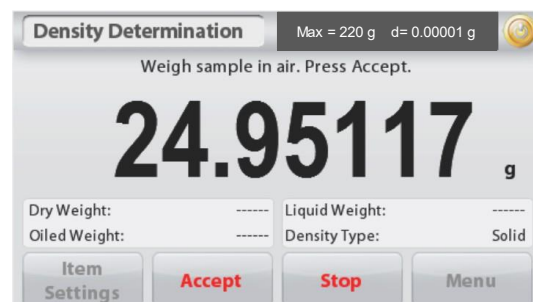 Density Determination Max = 220 g d= 0.00001 g
Weigh sample in air. Press Accept.
24.95117 g
Dry Weight: ------ Liquid Weight: ------
Oiled Weight: ------ Density Type: Solid
Item Settings Accept Stop Menu